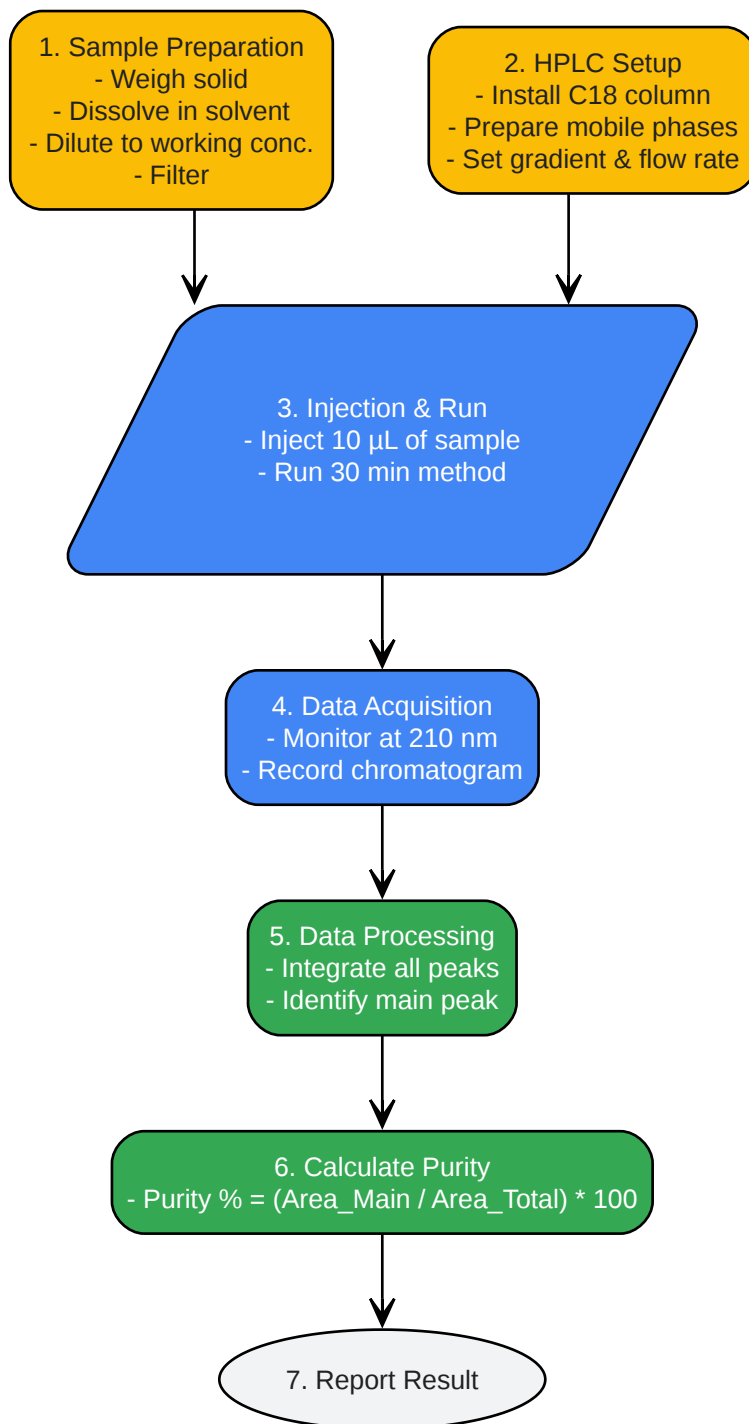 1. Sample Preparation
- Weigh solid
- Dissolve in solvent
- Dilute to working conc.
- Filter
2. HPLC Setup
- Install C18 column
- Prepare mobile phases
- Set gradient & flow rate
3. Injection & Run
- Inject 10 µL of sample
- Run 30 min method
4. Data Acquisition
- Monitor at 210 nm
- Record chromatogram
5. Data Processing
- Integrate all peaks
- Identify main peak
6. Calculate Purity
- Purity % = (Area_Main / Area_Total) * 100
7. Report Result